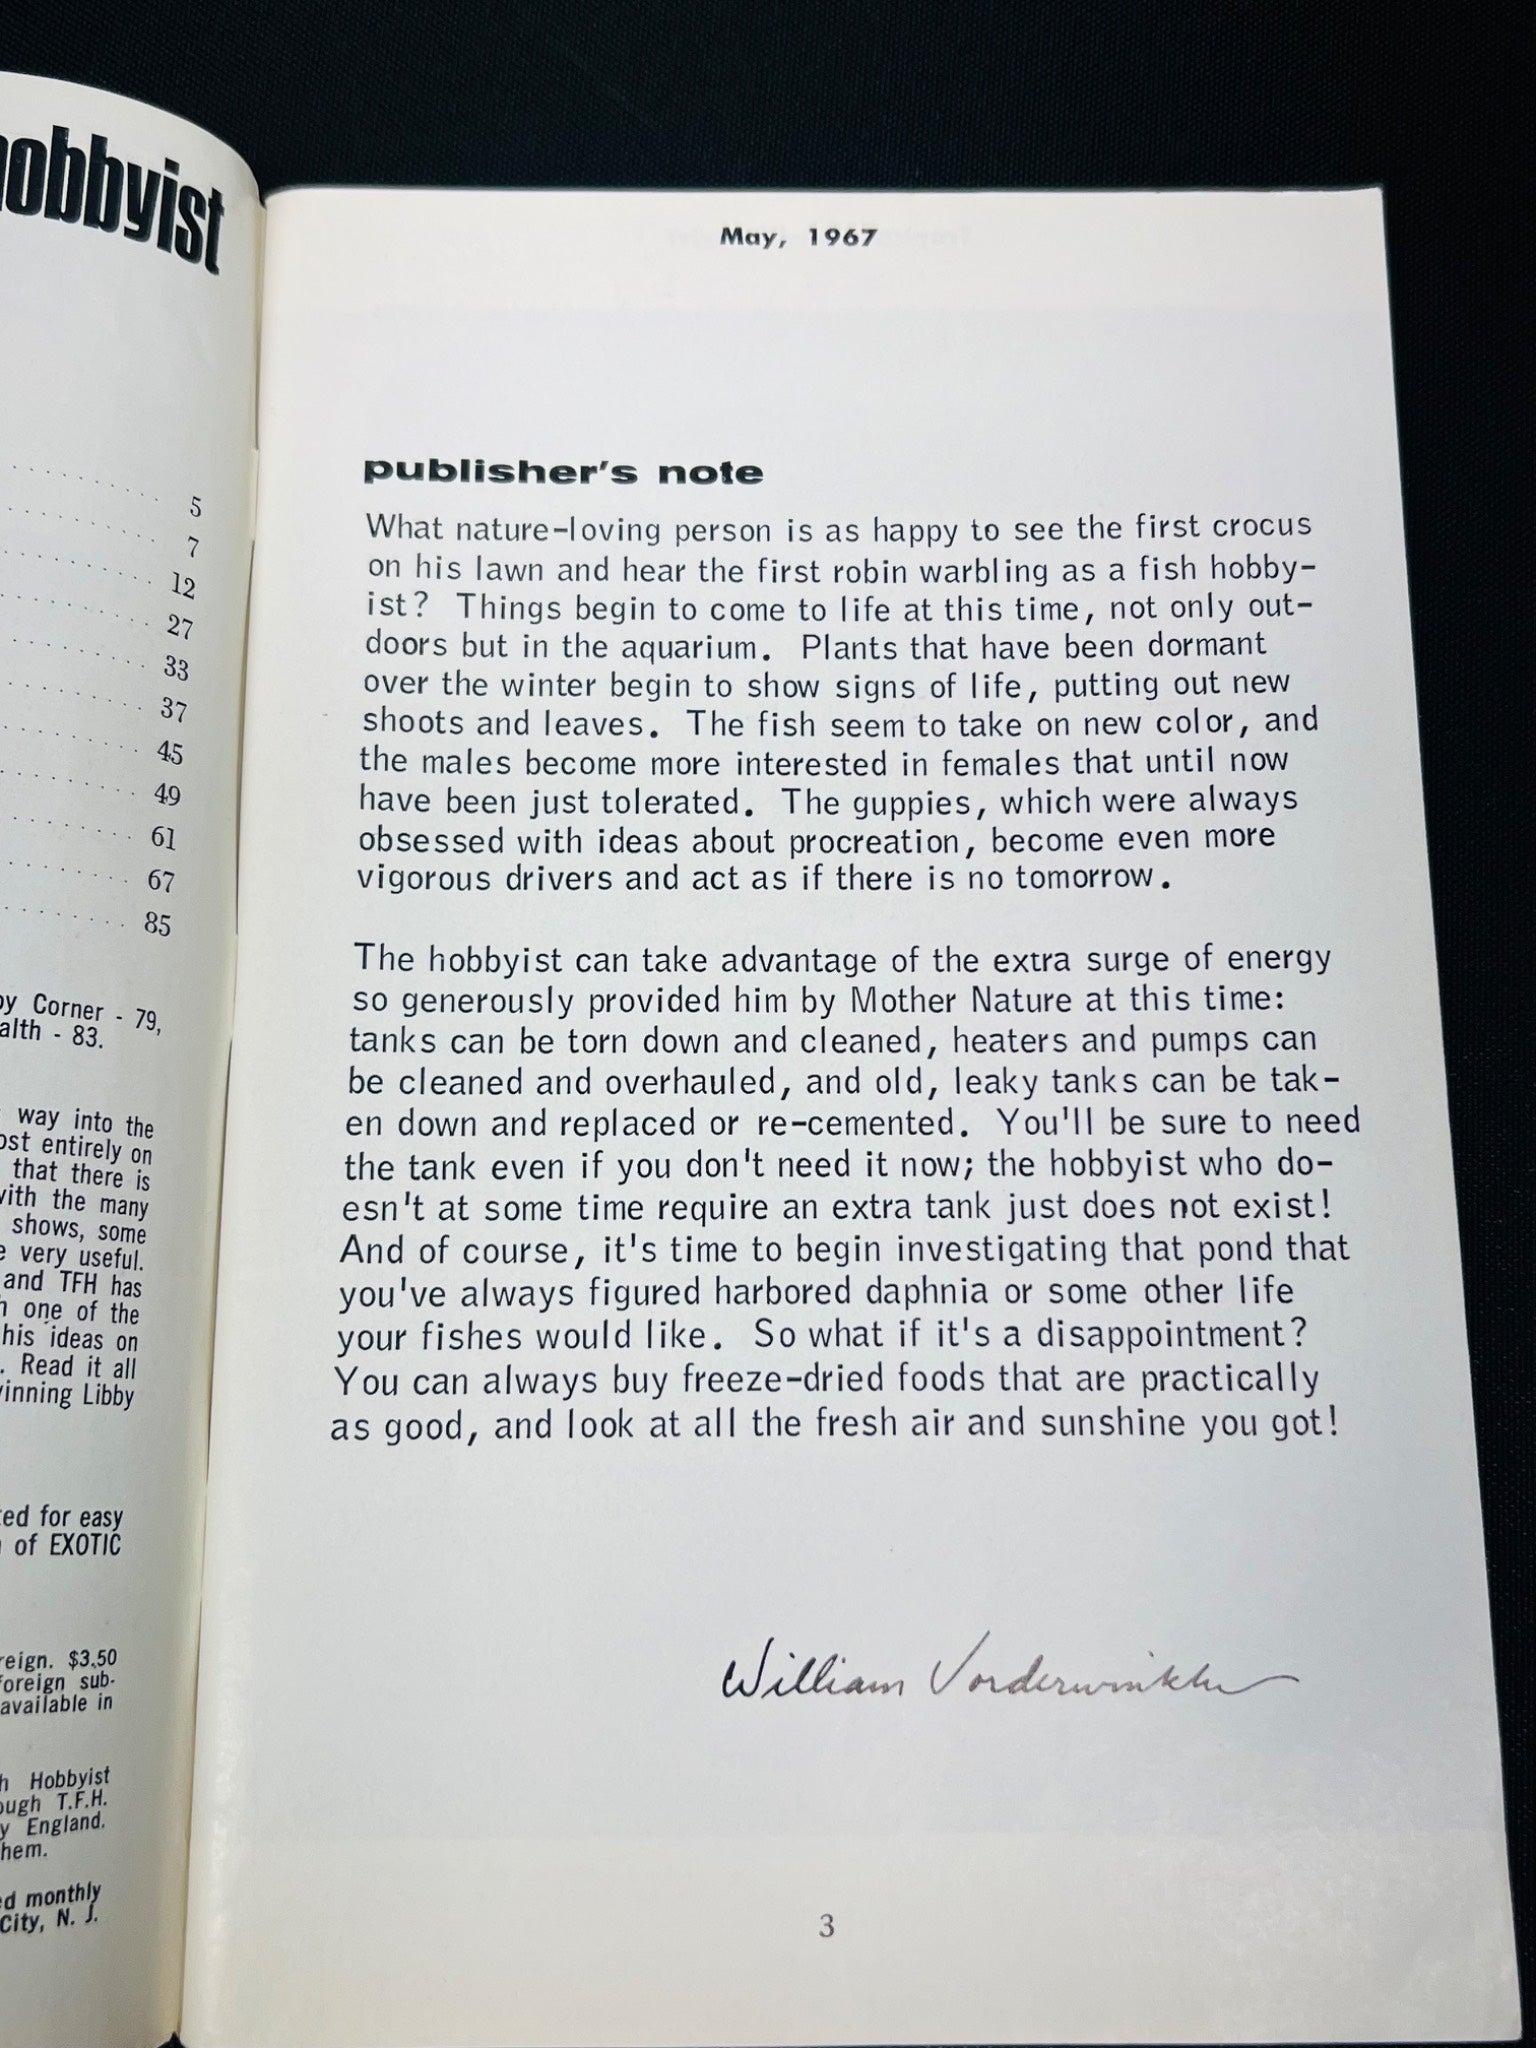 hobbyist
5
7
12
27
33
37
45
49
61
67
85
Corner - 79,
- 83.
way into the
entirely on
that there is
with the many
shows, some
very useful.
and TFH has
one of the
his ideas on
. Read it all
Libby
for easy
of EXOTIC
$3.50
foreign sub-
available in
Hobbyist
T.F.H.
England.
monthly
City, N. J.
May, 1967
publisher's note
What nature-loving person is as happy to see the first crocus
on his lawn and hear the first robin warbling as a fish hobby-
ist? Things begin to come to life at this time, not only out-
doors but in the aquarium. Plants that have been dormant
over the winter begin to show signs of life, putting out new
shoots and leaves. The fish seem to take on new color, and
the males become more interested in females that until now
have been just tolerated. The guppies, which were always
obsessed with ideas about procreation, become even more
vigorous drivers and act as if there is no tomorrow.
The hobbyist can take advantage of the extra surge of energy
so generously provided him by Mother Nature at this time:
tanks can be torn down and cleaned, heaters and pumps can
be cleaned and overhauled, and old, leaky tanks can be tak-
en down and replaced or re-cemented. You'll be sure to need
the tank even if you don't need it now; the hobbyist who do-
esn't at some time require an extra tank just does not exist!
And of course, it's time to begin investigating that pond that
you've always figured harbored daphnia or some other life
your fishes would like. So what if it's a disappointment?
You can always buy freeze-dried foods that are practically
as good, and look at all the fresh air and sunshine you got!
William Vorderwinkler
3